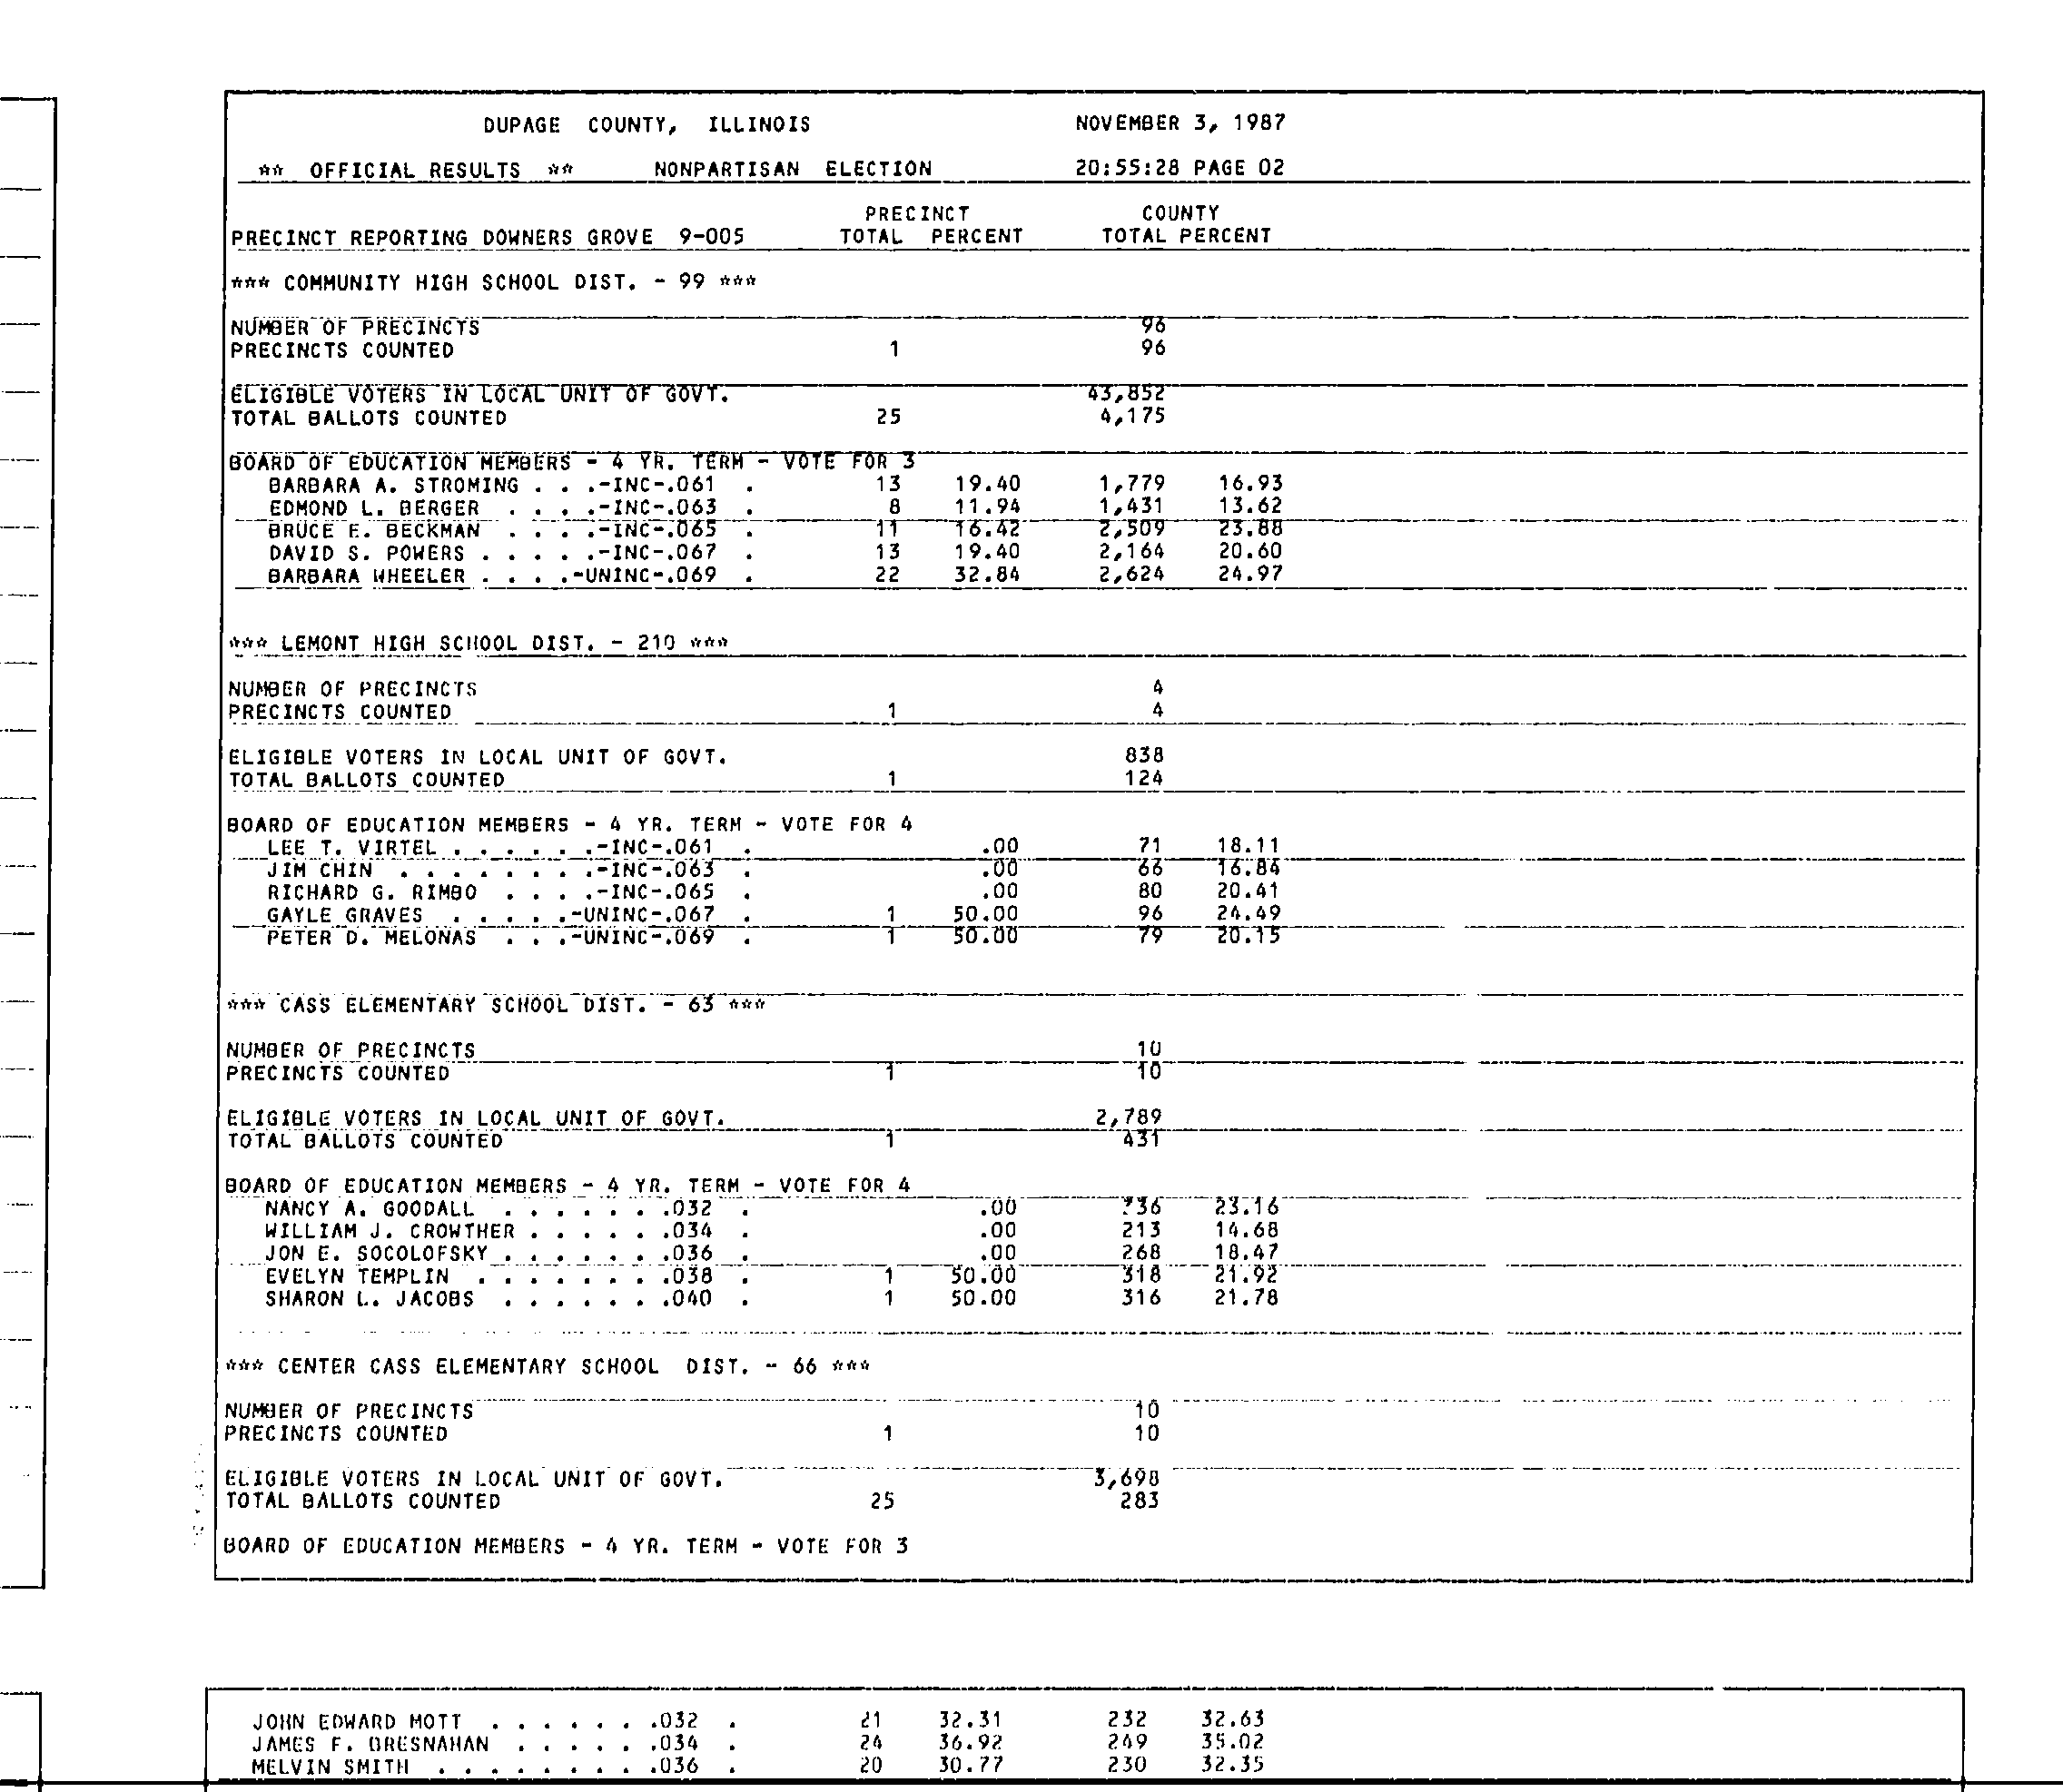 DUPAGE COUNTY, ILLINOIS NOVEMBER 3, 1987
** OFFICIAL RESULTS ** NONPARTISAN ELECTION 20:55:28 PAGE 02
PRECINCT COUNTY
PRECINCT REPORTING DOWNERS GROVE 9-005 TOTAL PERCENT TOTAL PERCENT
*** COMMUNITY HIGH SCHOOL DIST. - 99 ***
NUMBER OF PRECINCTS 96
PRECINCTS COUNTED 1 96
ELIGIBLE VOTERS IN LOCAL UNIT OF GOVT. 43,852
TOTAL BALLOTS COUNTED 25 4,175
BOARD OF EDUCATION MEMBERS - 4 YR. TERM - VOTE FOR 3
BARBARA A. STROMING . . .-INC-.061 . 13 19.40 1,779 16.93
EDMOND L. BERGER . . . .-INC-.063 . 8 11.94 1,431 13.62
BRUCE E. BECKMAN . . . .-INC-.065 . 11 16.42 2,509 23.88
DAVID S. POWERS . . . . .-INC-.067 . 13 19.40 2,164 20.60
BARBARA WHEELER . . . .-UNINC-.069 . 22 32.84 2,624 24.97
*** LEMONT HIGH SCHOOL DIST. - 210 ***
NUMBER OF PRECINCTS 4
PRECINCTS COUNTED 1 4
ELIGIBLE VOTERS IN LOCAL UNIT OF GOVT. 838
TOTAL BALLOTS COUNTED 1 124
BOARD OF EDUCATION MEMBERS - 4 YR. TERM - VOTE FOR 4
LEE T. VIRTEL . . . . . .-INC-.061 . .00 71 18.11
JIM CHIN . . . . . . . .-INC-.063 . .00 66 16.84
RICHARD G. RIMBO . . . .-INC-.065 . .00 80 20.41
GAYLE GRAVES . . . . .-UNINC-.067 . 1 50.00 96 24.49
PETER D. MELONAS . . .-UNINC-.069 . 1 50.00 79 20.15
*** CASS ELEMENTARY SCHOOL DIST. - 63 ***
NUMBER OF PRECINCTS 10
PRECINCTS COUNTED 1 10
ELIGIBLE VOTERS IN LOCAL UNIT OF GOVT. 2,789
TOTAL BALLOTS COUNTED 1 431
BOARD OF EDUCATION MEMBERS - 4 YR. TERM - VOTE FOR 4
NANCY A. GOODALL . . . . . . .032 . .00 23.16
WILLIAM J. CROWTHER . . . . . .034 . .00 213 14.68
JON E. SOCOLOFSKY . . . . . . .036 . .00 268 18.47
EVELYN TEMPLIN . . . . . . . .038 . 1 50.00 318 21.92
SHARON L. JACOBS . . . . . . .040 . 1 50.00 316 21.78
*** CENTER CASS ELEMENTARY SCHOOL DIST. - 66 ***
NUMBER OF PRECINCTS 10
PRECINCTS COUNTED 1 10
ELIGIBLE VOTERS IN LOCAL UNIT OF GOVT. 3,698
TOTAL BALLOTS COUNTED 25 283
BOARD OF EDUCATION MEMBERS - 4 YR. TERM - VOTE FOR 3
JOHN EDWARD MOTT . . . . . . .032 . 21 32.31 232 32.63
JAMES F. BRESNAHAN . . . . . .034 . 24 36.92 249 35.02
MELVIN SMITH . . . . . . . . .036 . 20 30.77 230 32.35